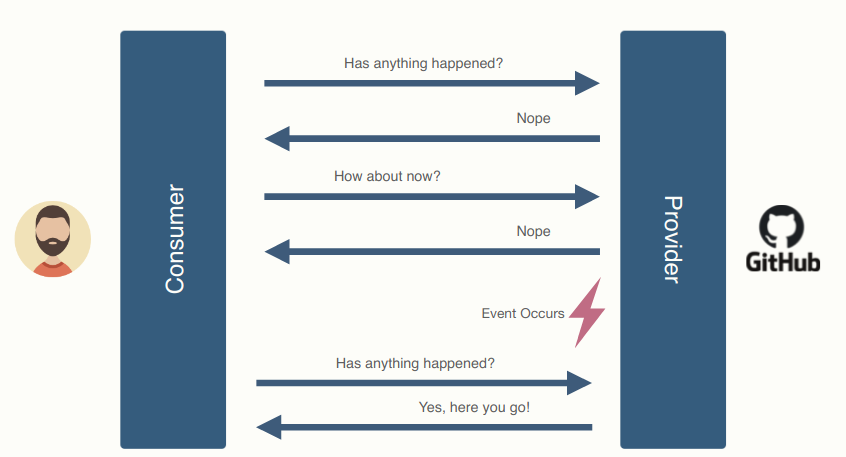 Has anything happened?
Nope
How about now?
Nope
Consumer
Provider
GitHub
Event Occurs
Has anything happened?
Yes, here you go!